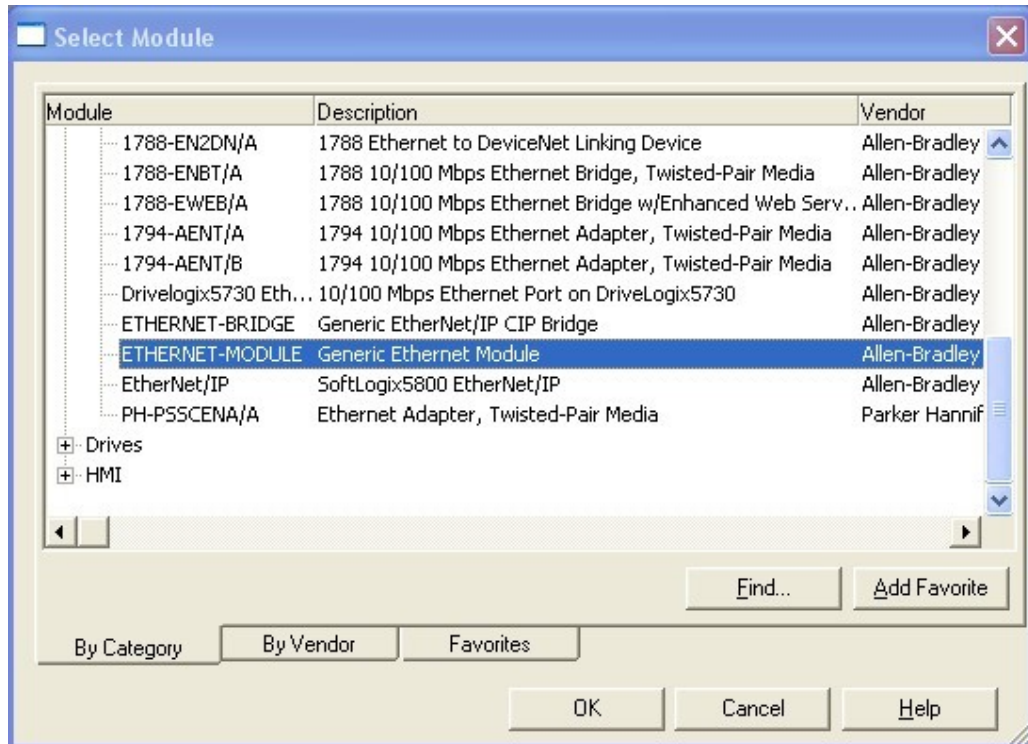 Select Module
Module Description Vendor
1788-EN2DN/A 1788 Ethernet to DeviceNet Linking Device Allen-Bradley
1788-ENBT/A 1788 10/100 Mbps Ethernet Bridge, Twisted-Pair Media Allen-Bradley
1788-EWEB/A 1788 10/100 Mbps Ethernet Bridge w/Enhanced Web Serv... Allen-Bradley
1794-AENT/A 1794 10/100 Mbps Ethernet Adapter, Twisted-Pair Media Allen-Bradley
1794-AENT/B 1794 10/100 Mbps Ethernet Adapter, Twisted-Pair Media Allen-Bradley
Drivelogix5730 Eth... 10/100 Mbps Ethernet Port on DriveLogix5730 Allen-Bradley
ETHERNET-BRIDGE Generic EtherNet/IP CIP Bridge Allen-Bradley
ETHERNET-MODULE Generic Ethernet Module Allen-Bradley
EtherNet/IP SoftLogix5800 EtherNet/IP Allen-Bradley
PH-PSSCENA/A Ethernet Adapter, Twisted-Pair Media Parker Hannif
Drives
HMI
Find... Add Favorite
By Category By Vendor Favorites
OK Cancel Help